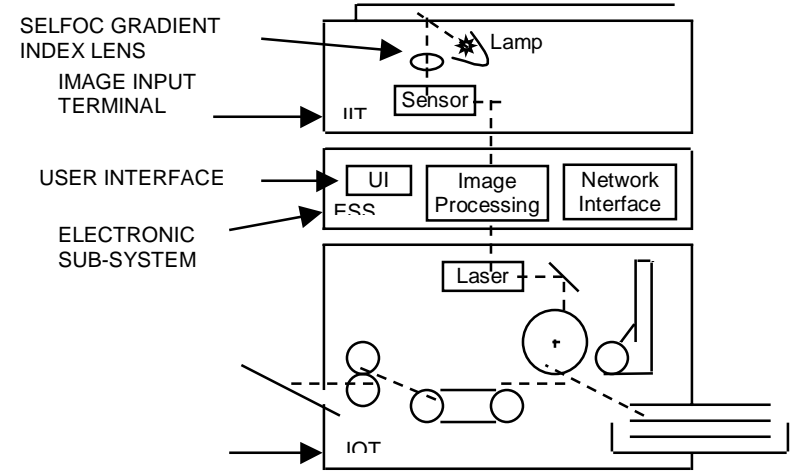 SELFOC GRADIENT
INDEX LENS
Lamp
IMAGE INPUT
TERMINAL
Sensor
IIT
USER INTERFACE
UI
Image
Processing
Network
Interface
ESS
ELECTRONIC
SUB-SYSTEM
Laser
IOT